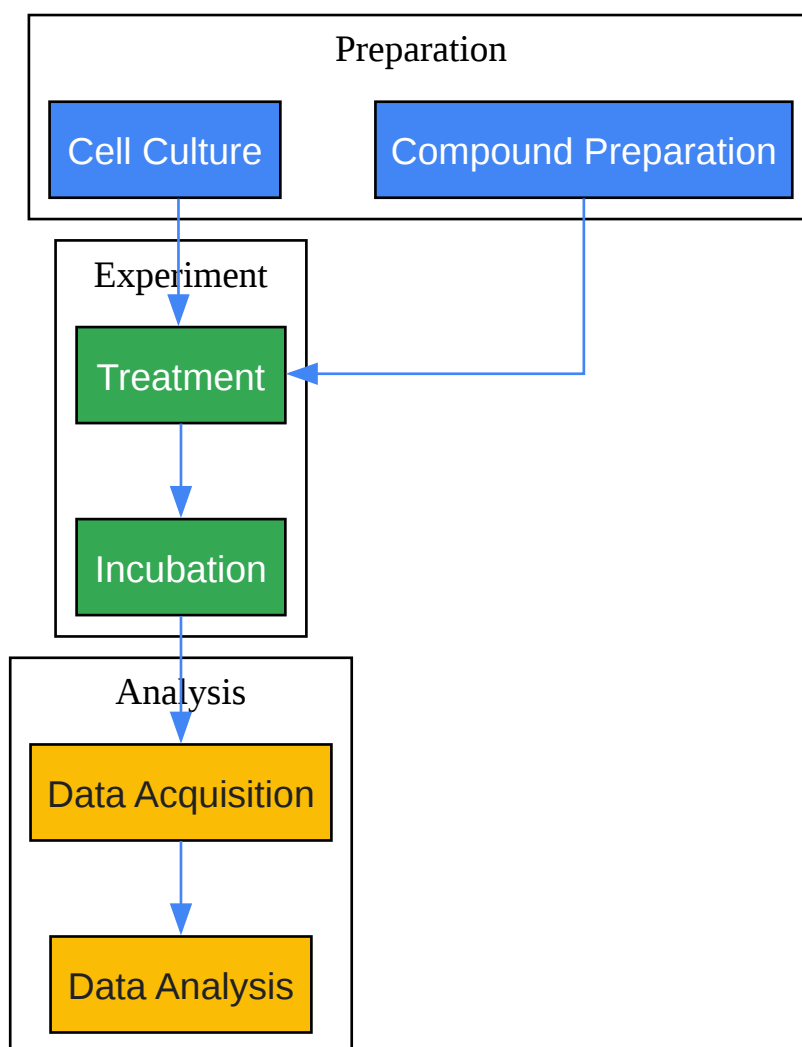 Preparation
Cell Culture
Compound Preparation
Experiment
Treatment
Incubation
Analysis
Data Acquisition
Data Analysis